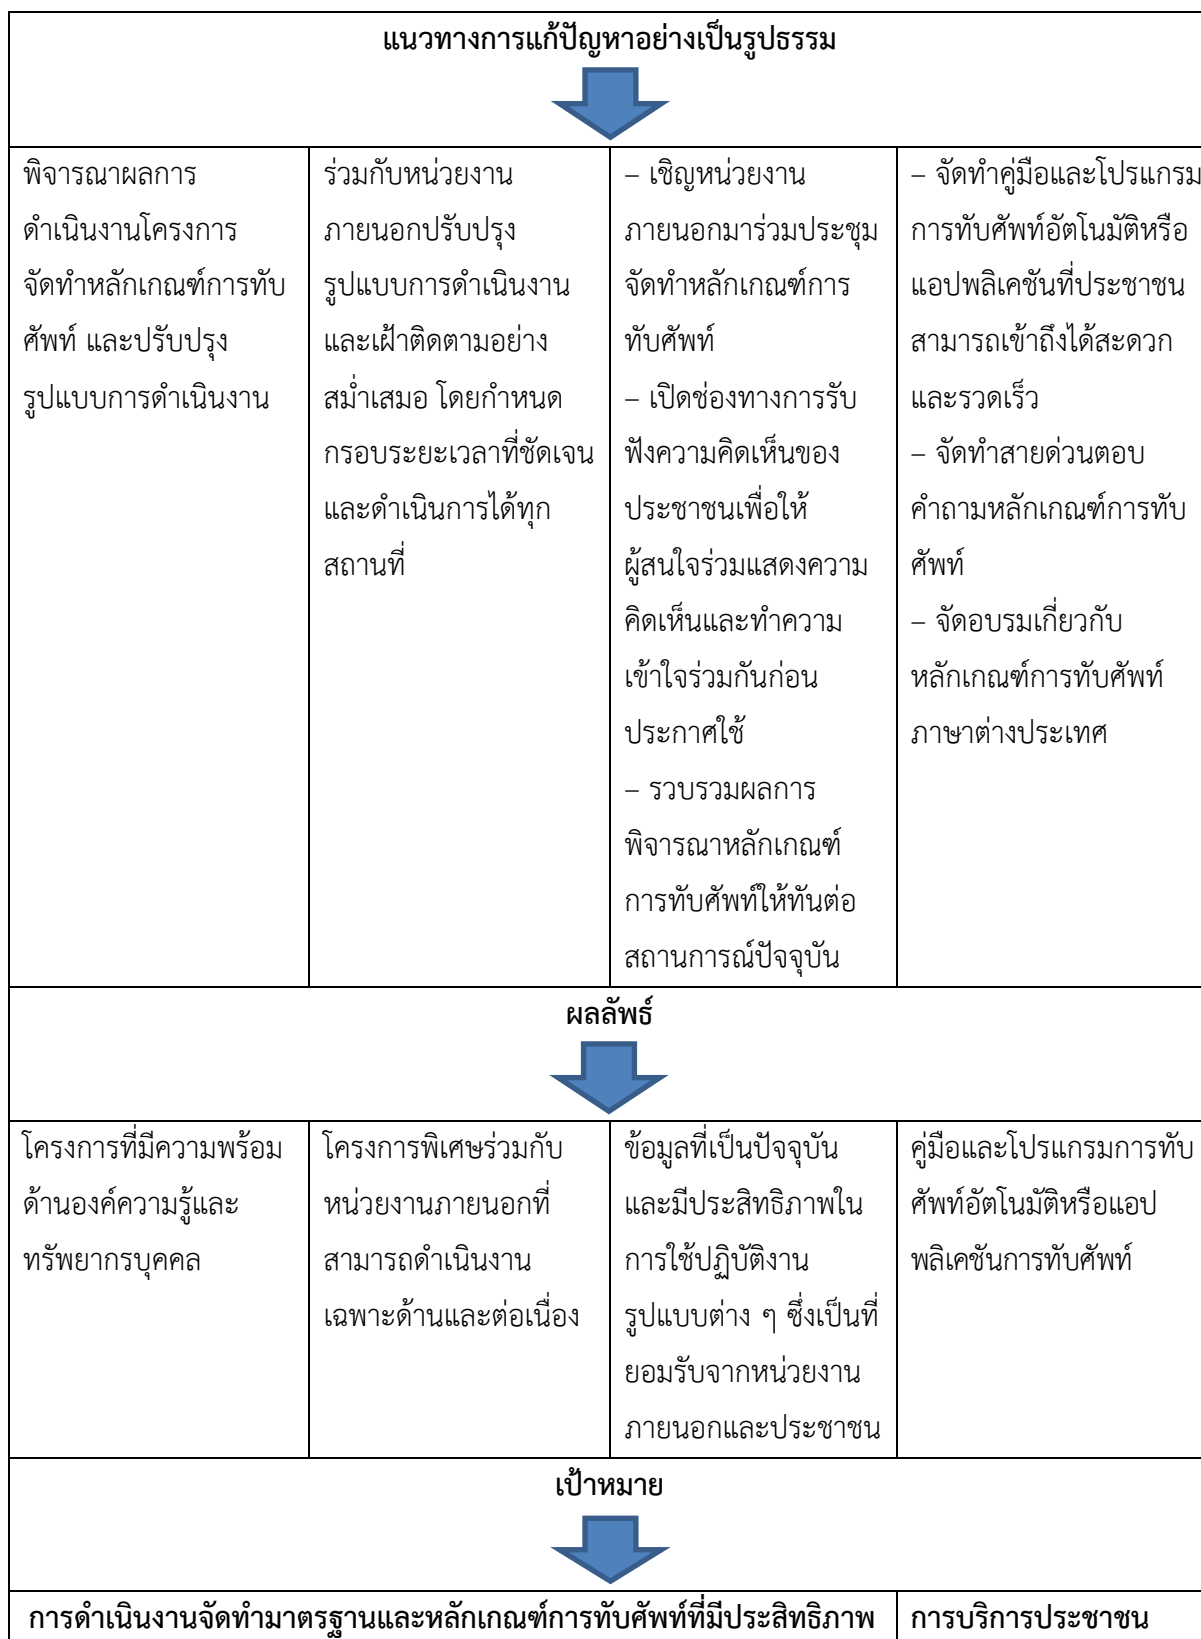 แนวทางการแก้ปัญหาอย่างเป็นรูปธรรม
พิจารณาผลการ
ดำเนินงานโครงการ
จัดทำหลักเกณฑ์การทับ
ศัพท์ และปรับปรุง
รูปแบบการดำเนินงาน
ร่วมกับหน่วยงาน
ภายนอกปรับปรุง
รูปแบบการดำเนินงาน
และเฝ้าติดตามอย่าง
สม่ำเสมอ โดยกำหนด
กรอบระยะเวลาที่ชัดเจน
และดำเนินการได้ทุก
สถานที่
– เชิญหน่วยงาน
ภายนอกมาร่วมประชุม
จัดทำหลักเกณฑ์การ
ทับศัพท์
– เปิดช่องทางการรับ
ฟังความคิดเห็นของ
ประชาชนเพื่อให้
ผู้สนใจร่วมแสดงความ
คิดเห็นและทำความ
เข้าใจร่วมกันก่อน
ประกาศใช้
– รวบรวมผลการ
พิจารณาหลักเกณฑ์
การทับศัพท์ให้ทันต่อ
สถานการณ์ปัจจุบัน
– จัดทำคู่มือและโปรแกรม
การทับศัพท์อัตโนมัติหรือ
แอปพลิเคชันที่ประชาชน
สามารถเข้าถึงได้สะดวก
และรวดเร็ว
– จัดทำสายด่วนตอบ
คำถามหลักเกณฑ์การทับ
ศัพท์
– จัดอบรมเกี่ยวกับ
หลักเกณฑ์การทับศัพท์
ภาษาต่างประเทศ
ผลลัพธ์
โครงการที่มีความพร้อม
ด้านองค์ความรู้และ
ทรัพยากรบุคคล
โครงการพิเศษร่วมกับ
หน่วยงานภายนอกที่
สามารถดำเนินงาน
เฉพาะด้านและต่อเนื่อง
ข้อมูลที่เป็นปัจจุบัน
และมีประสิทธิภาพใน
การใช้ปฏิบัติงาน
รูปแบบต่าง ๆ ซึ่งเป็นที่
ยอมรับจากหน่วยงาน
ภายนอกและประชาชน
คู่มือและโปรแกรมการทับ
ศัพท์อัตโนมัติหรือแอป
พลิเคชันการทับศัพท์
เป้าหมาย
การดำเนินงานจัดทำมาตรฐานและหลักเกณฑ์การทับศัพท์ที่มีประสิทธิภาพ
การบริการประชาชน